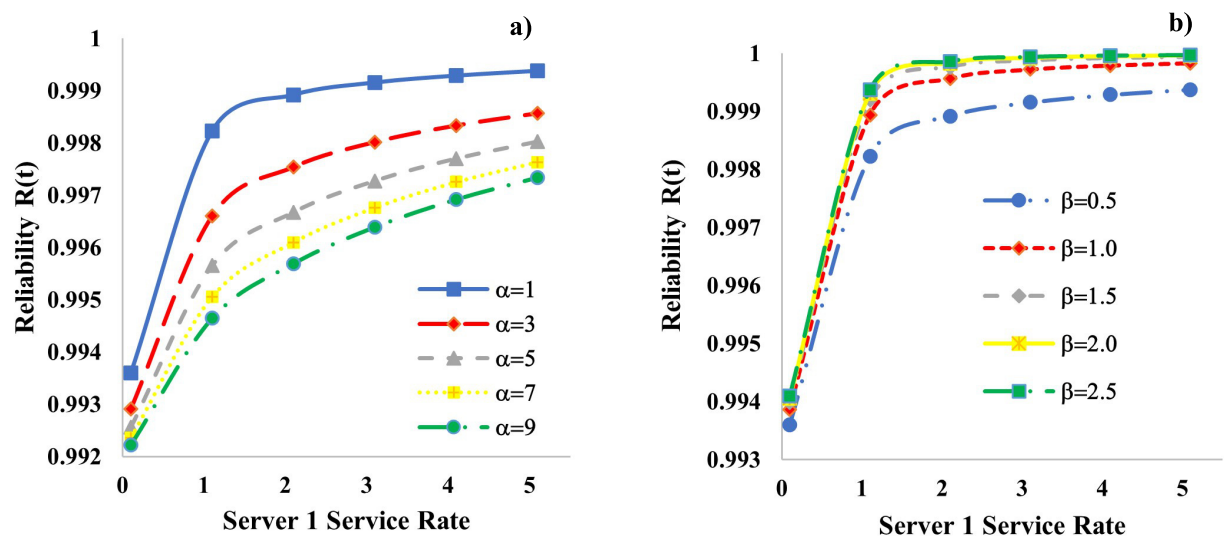 a)
Reliability R(t)
1
0.999
0.998
0.997
0.996
0.995
0.994
0.993
0.992
0 1 2 3 4 5
Server 1 Service Rate
α=1
α=3
α=5
α=7
α=9
b)
Reliability R(t)
1
0.999
0.998
0.997
0.996
0.995
0.994
0.993
0 1 2 3 4 5
Server 1 Service Rate
β=0.5
β=1.0
β=1.5
β=2.0
β=2.5